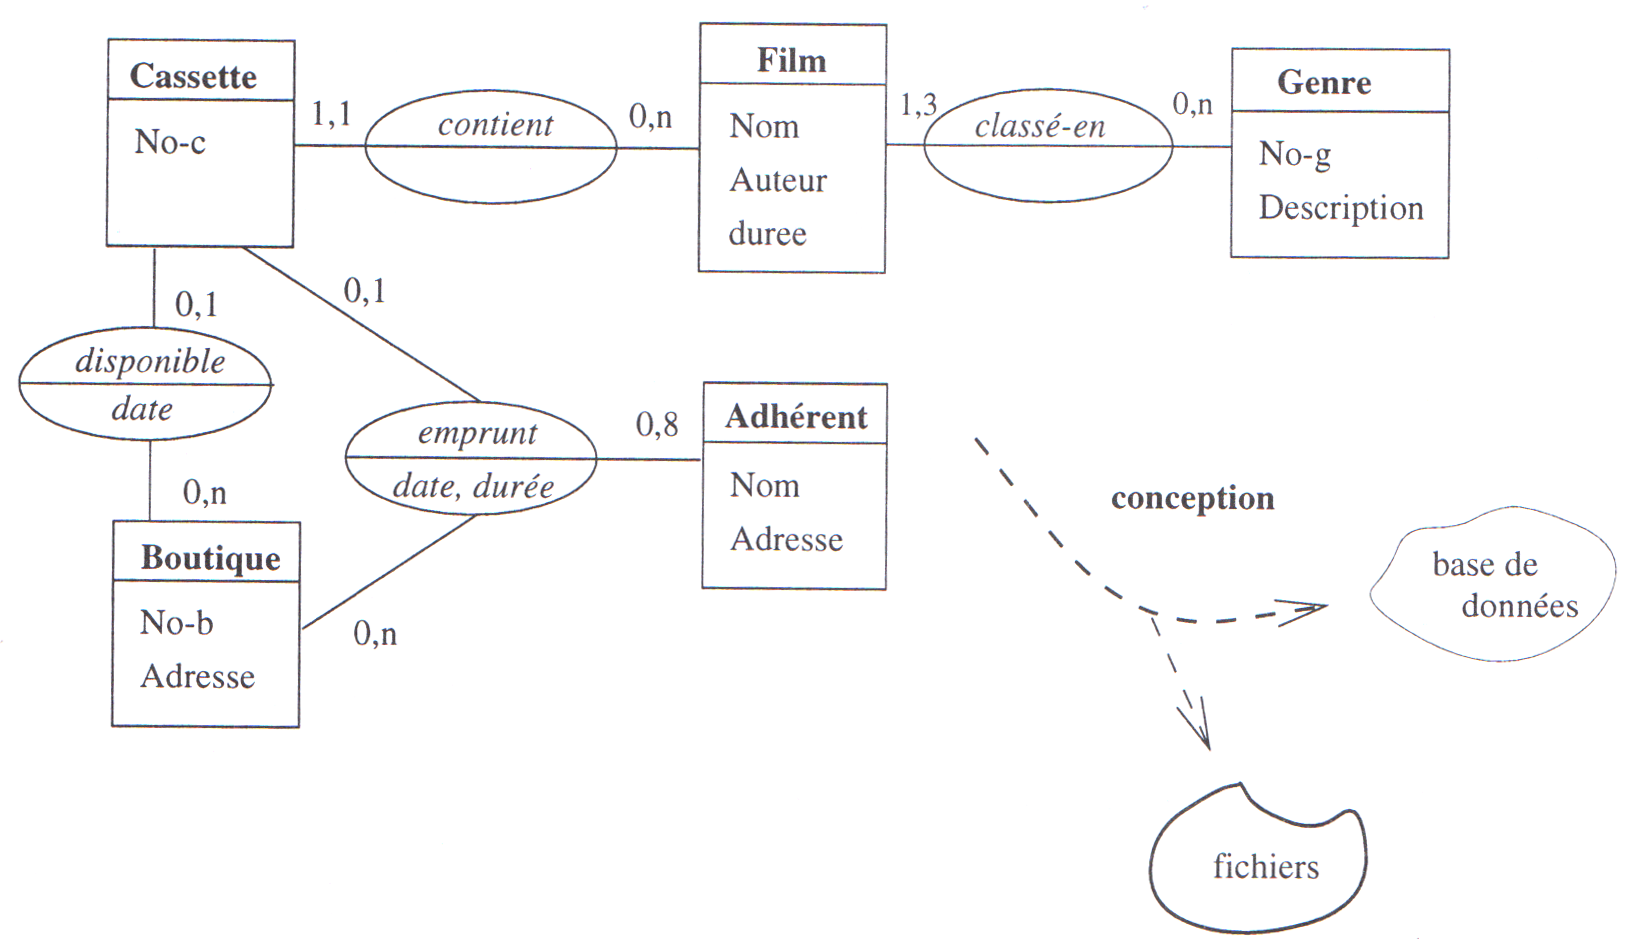 Cassette
No-c
1,1
contient
0,n
Film
Nom
Auteur
duree
1,3
classé-en
0,n
Genre
No-g
Description
0,1
disponible
date
0,n
0,1
emprunt
date, durée
0,8
0,n
Adhérent
Nom
Adresse
Boutique
No-b
Adresse
conception
base de
données
fichiers